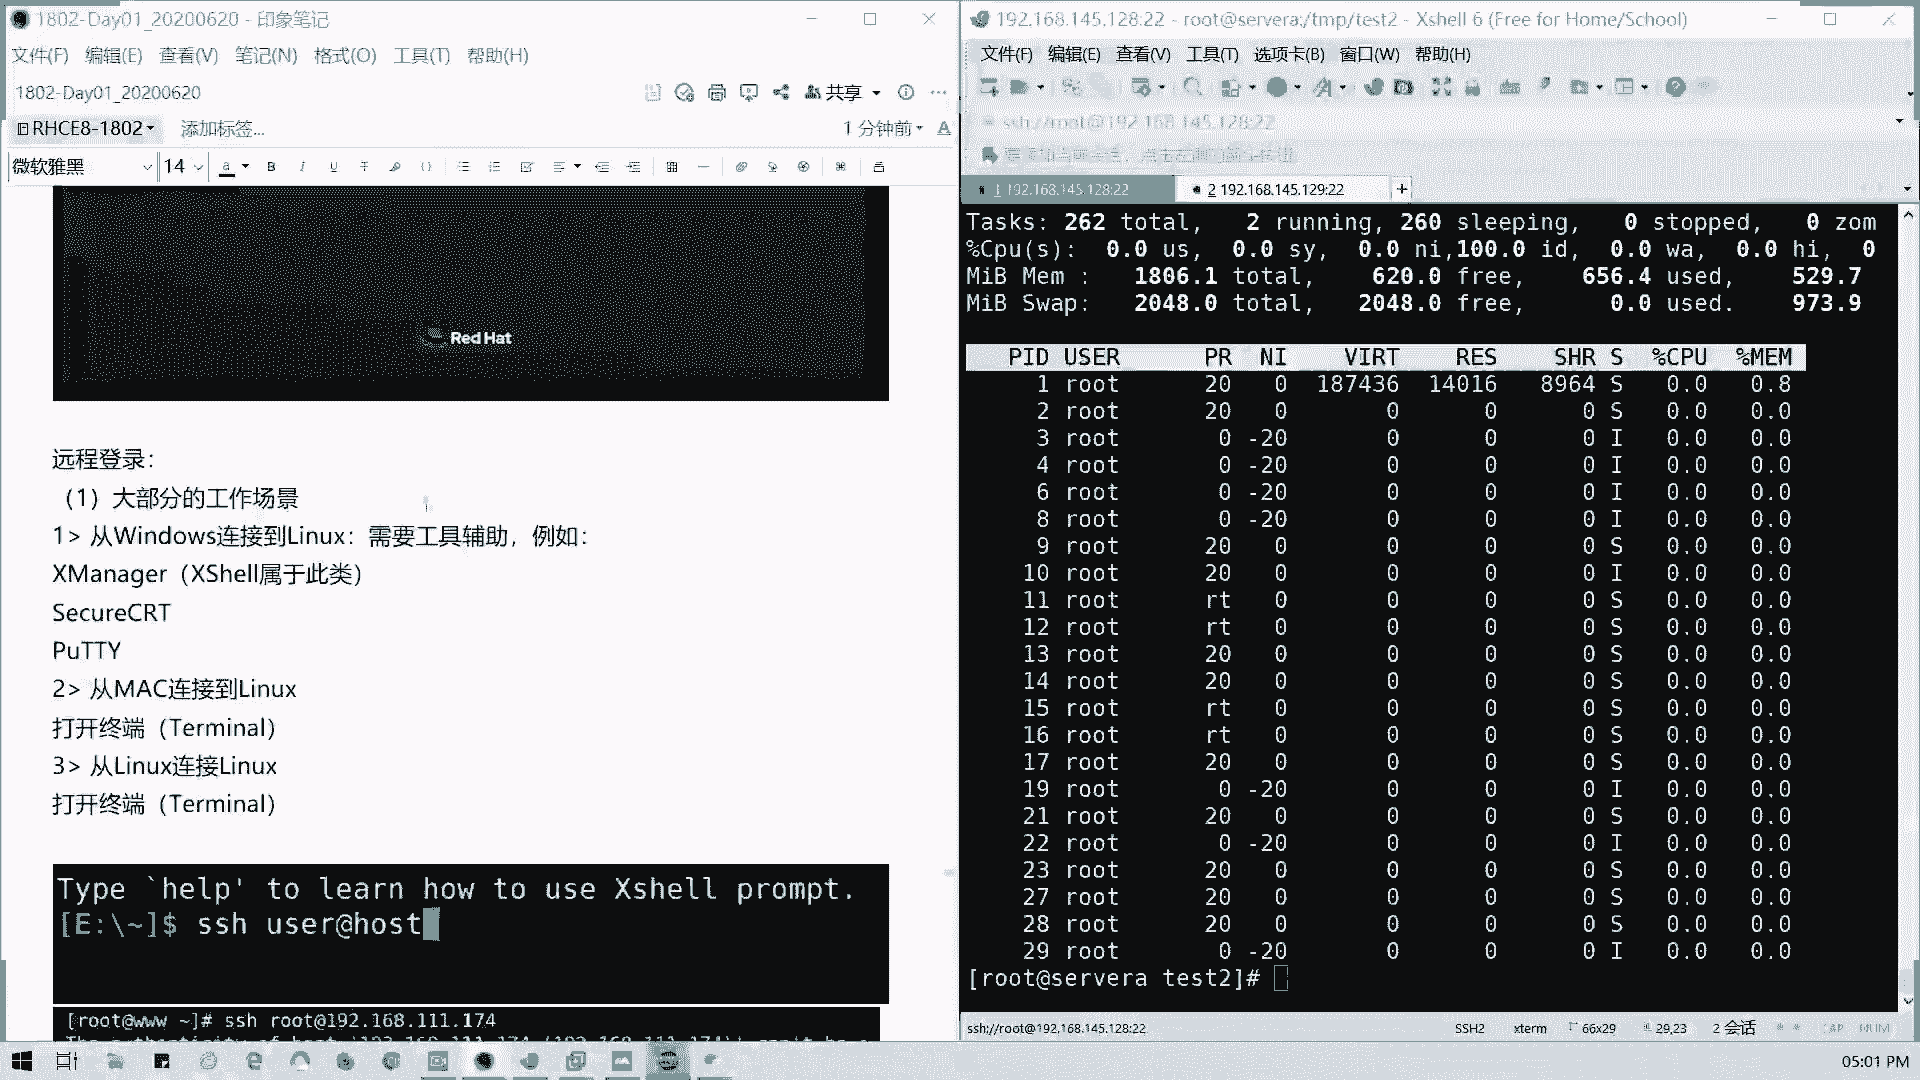 1802-Day01_20200620 - 印象笔记
文件(F) 编辑(E) 查看(V) 笔记(N) 格式(O) 工具(T) 帮助(H)
1802-Day01_20200620
共享
RHCE8-1802
添加标签...
1 分钟前
微软雅黑
14
Red Hat
远程登录：
（1）大部分的工作场景
1> 从Windows连接到Linux：需要工具辅助，例如：
XManager（XShell属于此类）
SecureCRT
PuTTY
2> 从MAC连接到Linux
打开终端（Terminal）
3> 从Linux连接Linux
打开终端（Terminal）
Type `help' to learn how to use Xshell prompt.
[E:\~]$ ssh user@host
[root@www ~]# ssh root@192.168.111.174
192.168.145.128:22 - root@servera:/tmp/test2 - Xshell 6 (Free for Home/School)
文件(F) 编辑(E) 查看(V) 工具(T) 选项卡(B) 窗口(W) 帮助(H)
ssh://root@192.168.145.128:22
1 192.168.145.128:22
2 192.168.145.129:22
Tasks: 262 total, 2 running, 260 sleeping, 0 stopped, 0 zom
%Cpu(s): 0.0 us, 0.0 sy, 0.0 ni,100.0 id, 0.0 wa, 0.0 hi, 0
MiB Mem : 1806.1 total, 620.0 free, 656.4 used, 529.7
MiB Swap: 2048.0 total, 2048.0 free, 0.0 used. 973.9
PID USER PR NI VIRT RES SHR S %CPU %MEM
1 root 20 0 187436 14016 8964 S 0.0 0.8
2 root 20 0 0 0 0 S 0.0 0.0
3 root 0 -20 0 0 0 I 0.0 0.0
4 root 0 -20 0 0 0 I 0.0 0.0
6 root 0 -20 0 0 0 I 0.0 0.0
8 root 0 -20 0 0 0 I 0.0 0.0
9 root 20 0 0 0 0 S 0.0 0.0
10 root 20 0 0 0 0 I 0.0 0.0
11 root rt 0 0 0 0 S 0.0 0.0
12 root rt 0 0 0 0 S 0.0 0.0
13 root 20 0 0 0 0 S 0.0 0.0
14 root 20 0 0 0 0 S 0.0 0.0
15 root rt 0 0 0 0 S 0.0 0.0
16 root rt 0 0 0 0 S 0.0 0.0
17 root 20 0 0 0 0 S 0.0 0.0
19 root 0 -20 0 0 0 I 0.0 0.0
21 root 20 0 0 0 0 S 0.0 0.0
22 root 0 -20 0 0 0 I 0.0 0.0
23 root 20 0 0 0 0 S 0.0 0.0
27 root 20 0 0 0 0 S 0.0 0.0
28 root 20 0 0 0 0 S 0.0 0.0
29 root 0 -20 0 0 0 I 0.0 0.0
[root@servera test2]#
ssh://root@192.168.145.128:22 SSH2 xterm 66x29 29,23 2 会话 CAP NUM
05:01 PM